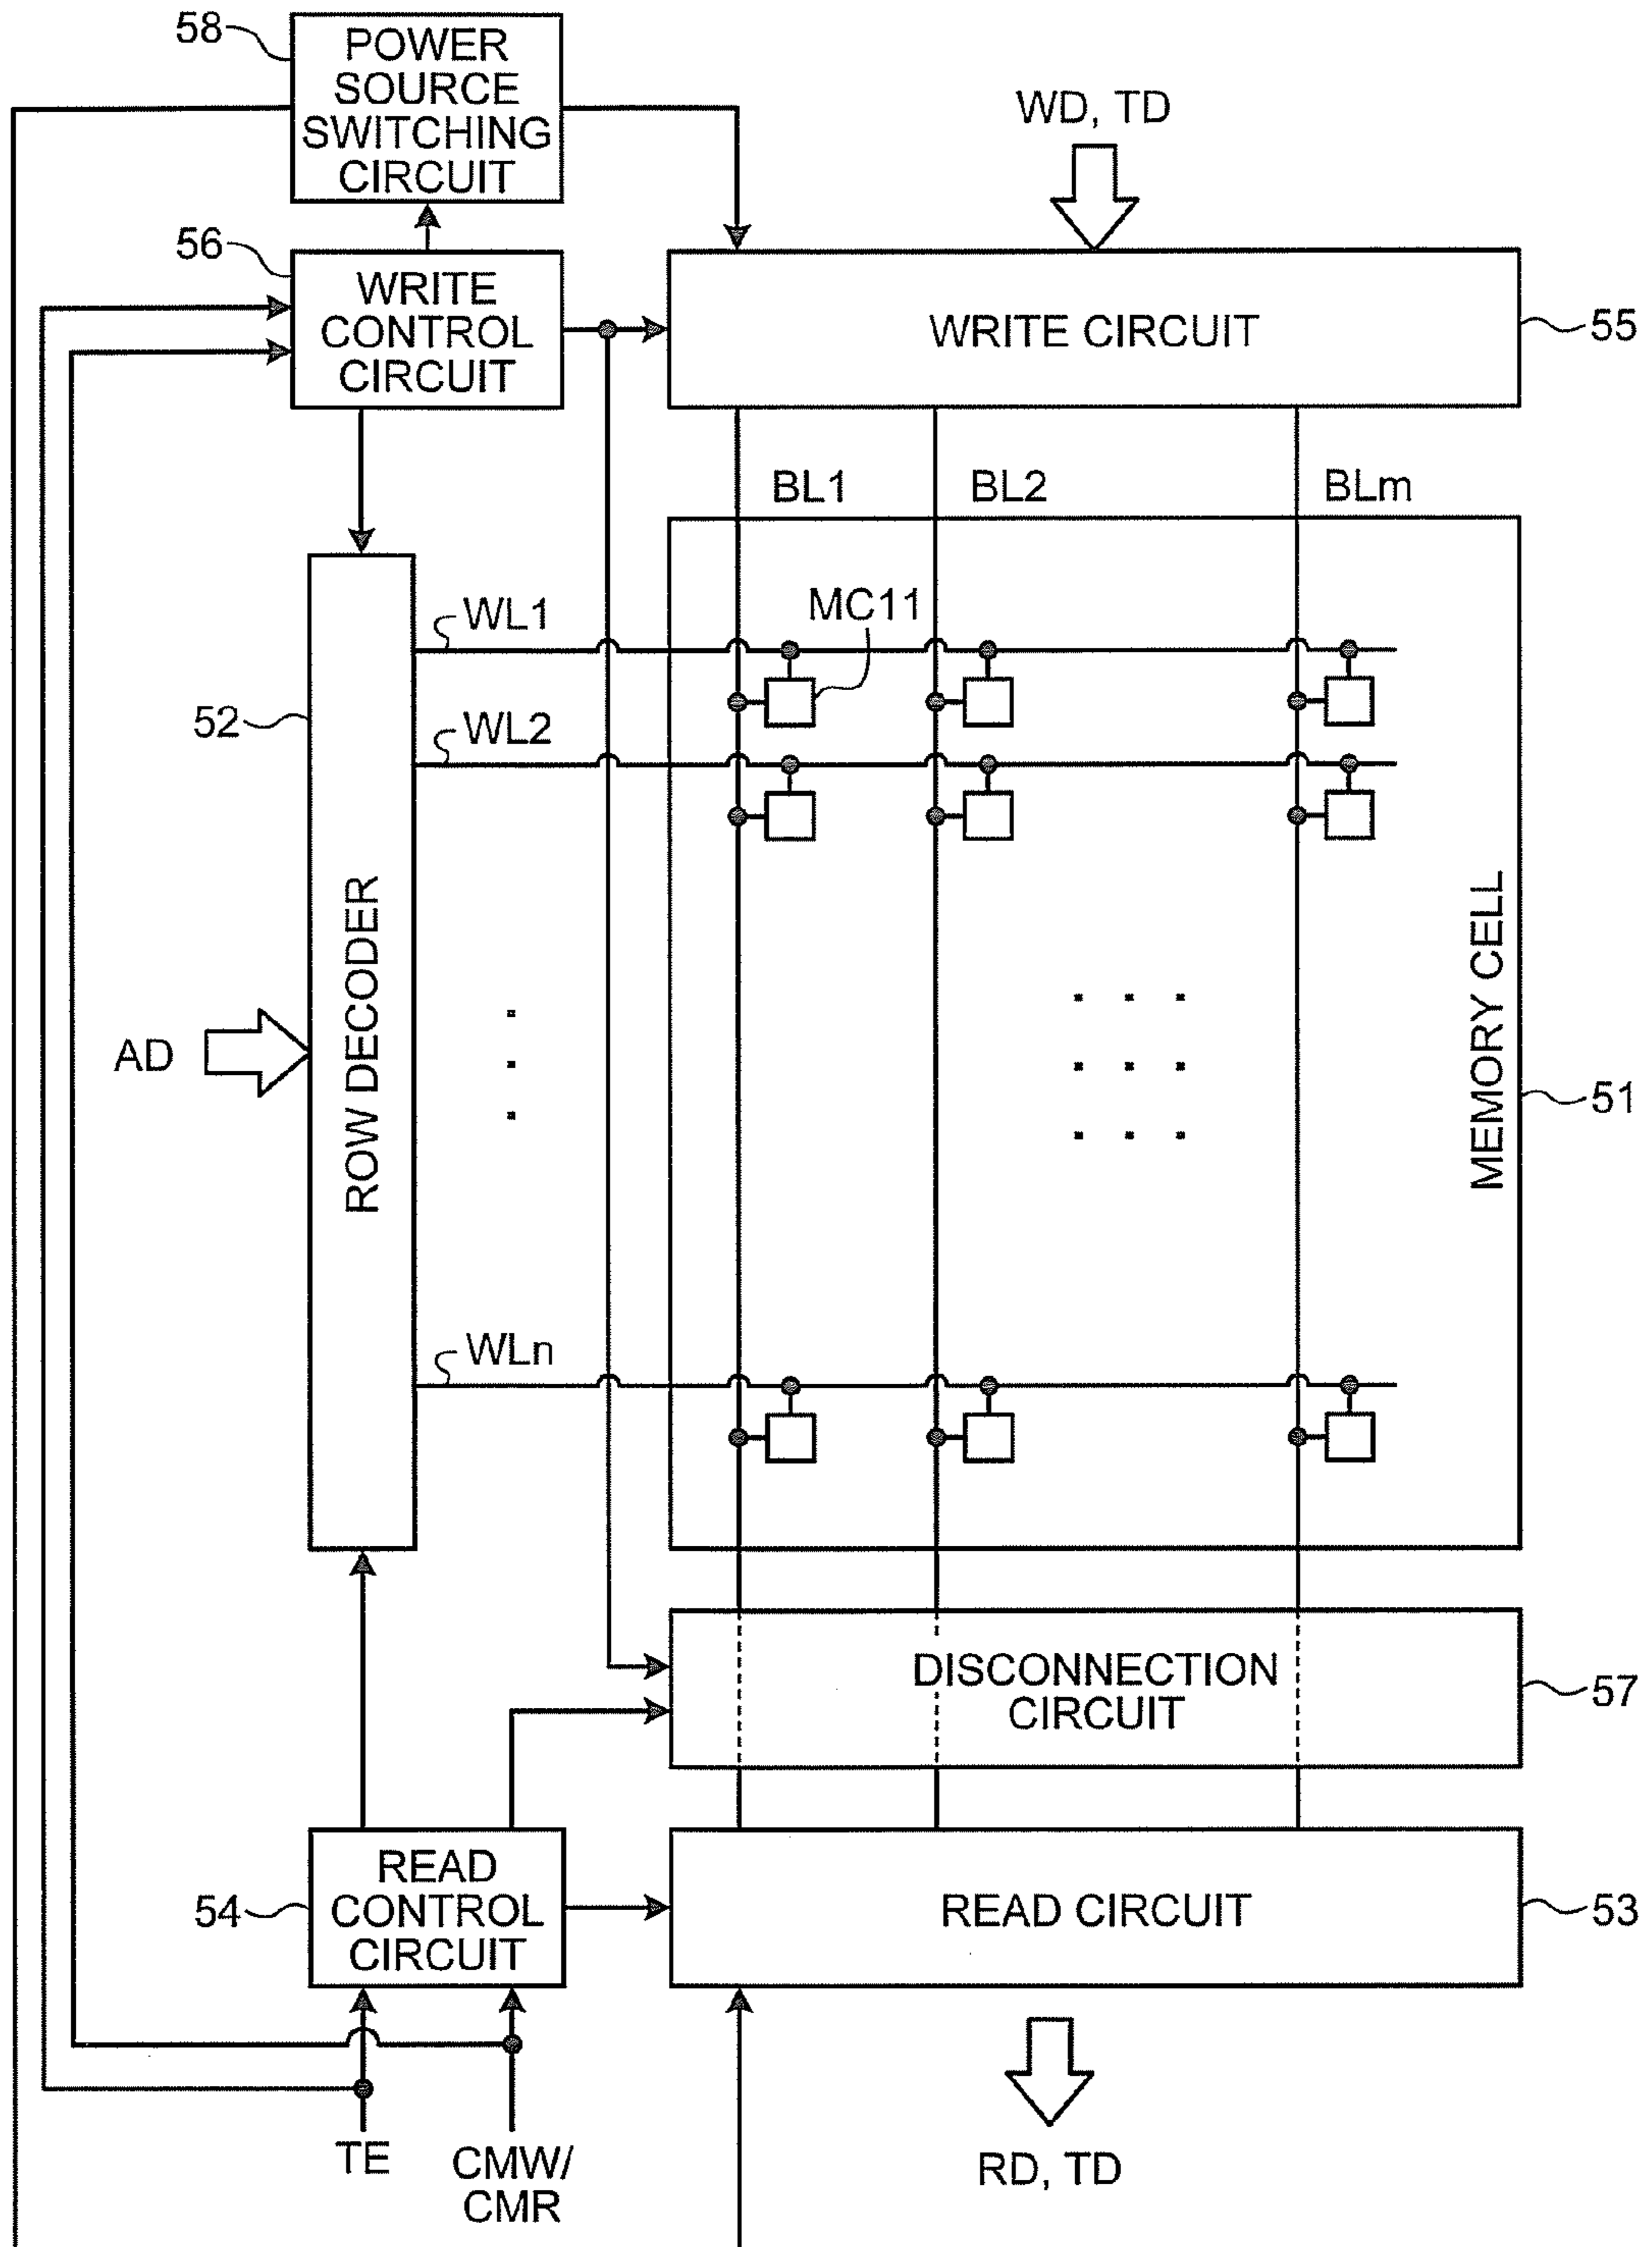 58
POWER
SOURCE
SWITCHING
CIRCUIT
WD, TD
56
WRITE
CONTROL
CIRCUIT
WRITE CIRCUIT
55
BL1
BL2
BLm
WL1
MC11
52
WL2
ROW DECODER
MEMORY CELL
AD
51
WLn
DISCONNECTION
CIRCUIT
57
54
READ
CONTROL
CIRCUIT
READ CIRCUIT
53
TE
CMW/
CMR
RD, TD